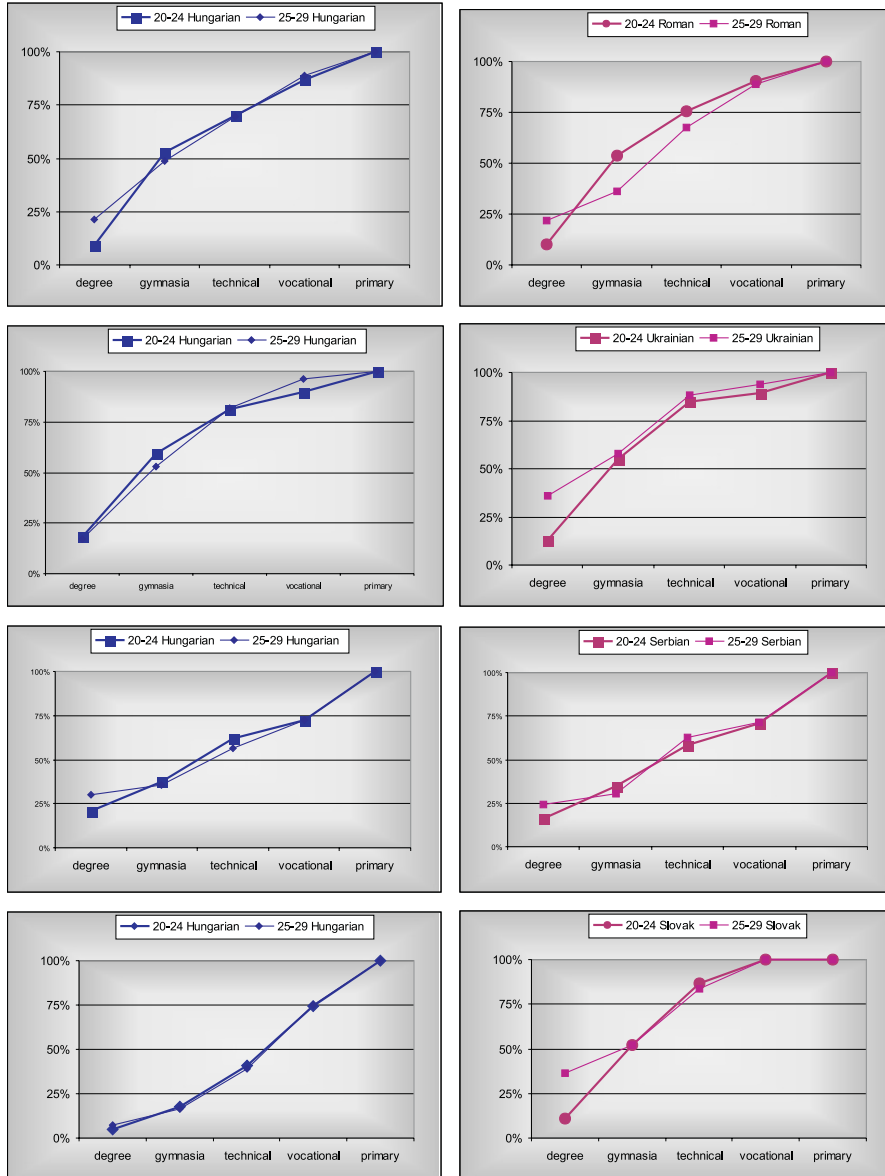 20-24 Hungarian 25-29 Hungarian
100%
75%
50%
25%
0%
degree gymnasia technical vocational primary
20-24 Roman 25-29 Roman
100%
75%
50%
25%
0%
degree gymnasia technical vocational primary
20-24 Hungarian 25-29 Hungarian
100%
75%
50%
25%
0%
degree gymnasia technical vocational primary
20-24 Ukrainian 25-29 Ukrainian
100%
75%
50%
25%
0%
degree gymnasia technical vocational primary
20-24 Hungarian 25-29 Hungarian
100%
75%
50%
25%
0%
degree gymnasia technical vocational primary
20-24 Serbian 25-29 Serbian
100%
75%
50%
25%
0%
degree gymnasia technical vocational primary
20-24 Hungarian 25-29 Hungarian
100%
75%
50%
25%
0%
degree gymnasia technical vocational primary
20-24 Slovak 25-29 Slovak
100%
75%
50%
25%
0%
degree gymnasia technical vocational primary